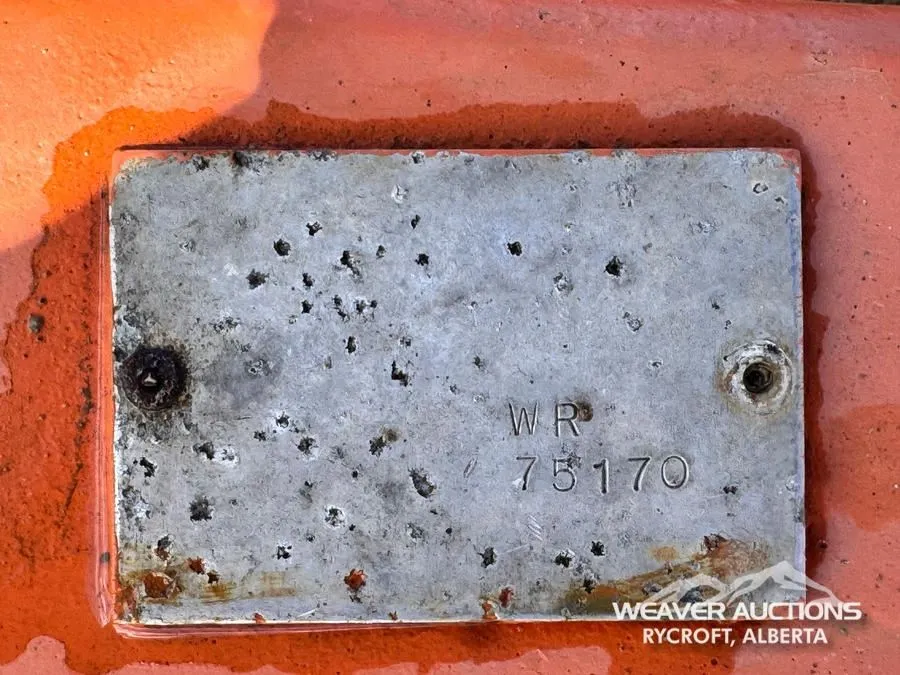 WR
75170
WEAVER AUCTIONS
RYCROFT, ALBERTA